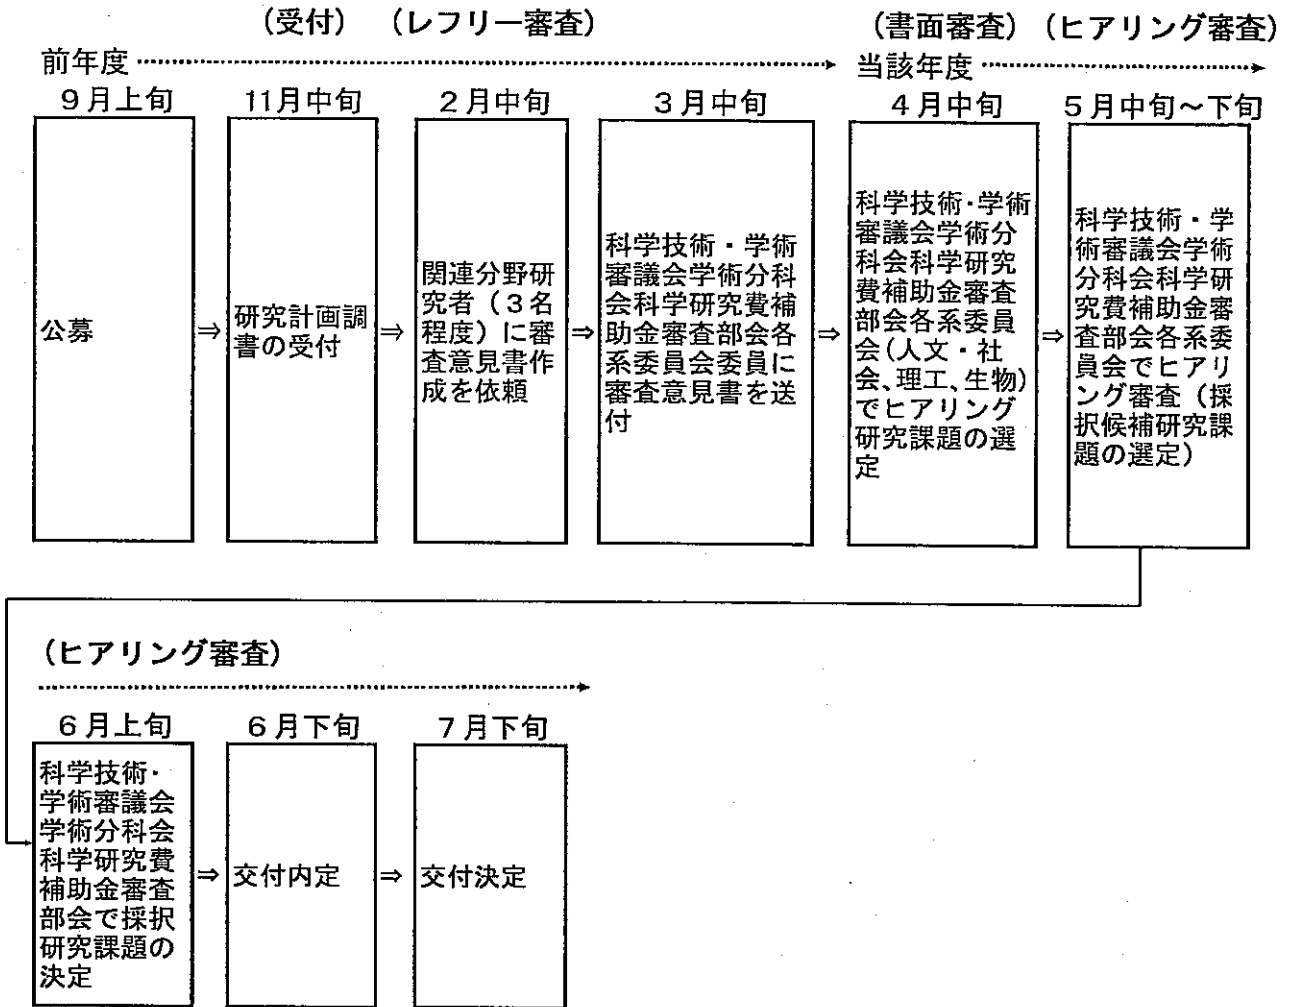 （受付）（レフリー審査）
（書面審査）（ヒアリング審査）
前年度
当該年度
９月上旬
11月中旬
２月中旬
３月中旬
４月中旬
５月中旬～下旬
公募
⇒
研究計画調
書の受付
⇒
関連分野研
究者（３名
程度）に審
査意見書作
成を依頼
⇒
科学技術・学術
審議会学術分科
会科学研究費補
助金審査部会各
系委員会委員に
審査意見書を送
付
⇒
科学技術・学術
審議会学術分
科会科学研究
費補助金審査
部会各系委員
会（人文・社
会、理工、生物）
でヒアリング
研究課題の選
定
⇒
科学技術・学
術審議会学術
分科会科学研
究費補助金審
査部会各系委
員会でヒアリ
ング審査（採
択候補研究課
題の選定）
（ヒアリング審査）
６月上旬
６月下旬
７月下旬
科学技術・
学術審議会
学術分科会
科学研究費
補助金審査
部会で採択
研究課題の
決定
⇒
交付内定
⇒
交付決定